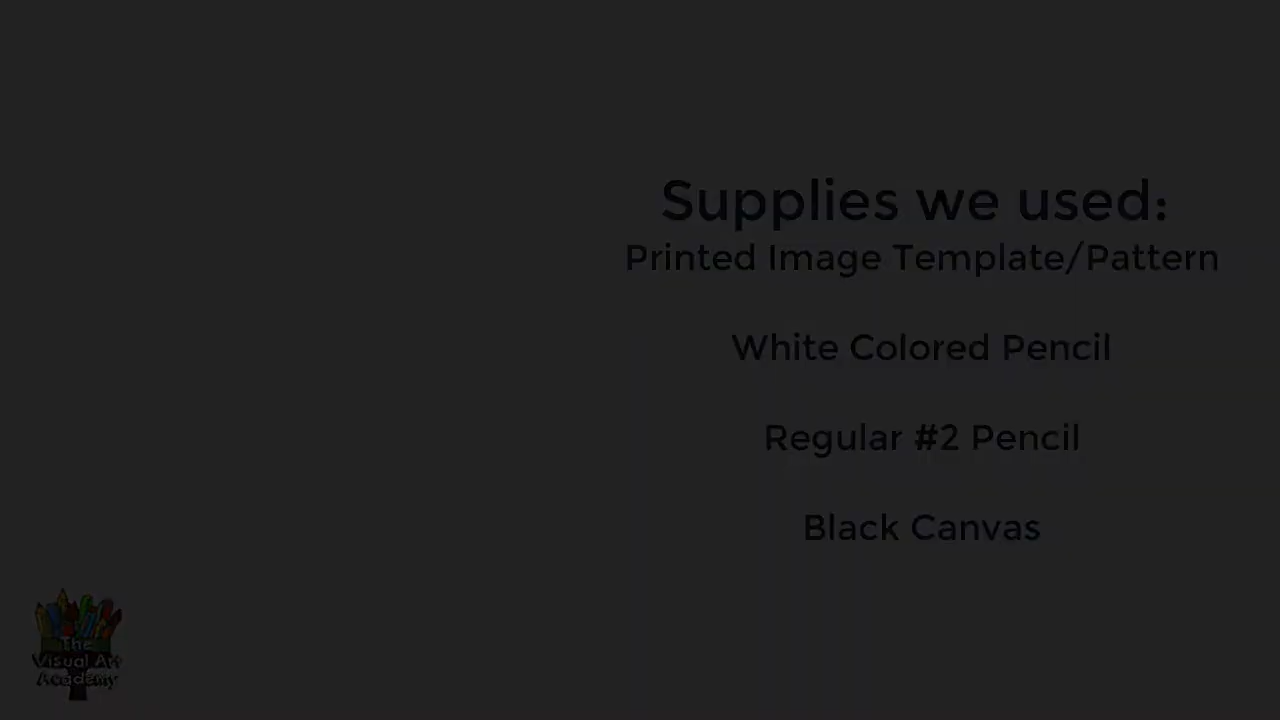 Supplies we used:
Printed Image Template/Pattern
White Colored Pencil
Regular #2 Pencil
Black Canvas
The
Visual Art
Academy